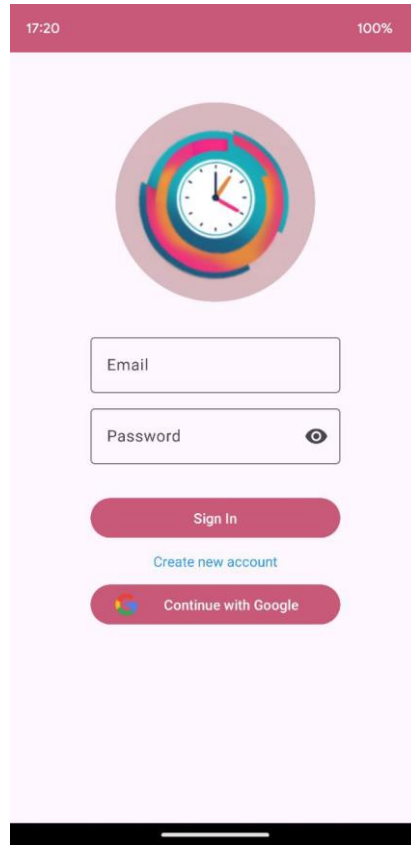 17:20 100%
Email
Password
Sign In
Create new account
Continue with Google